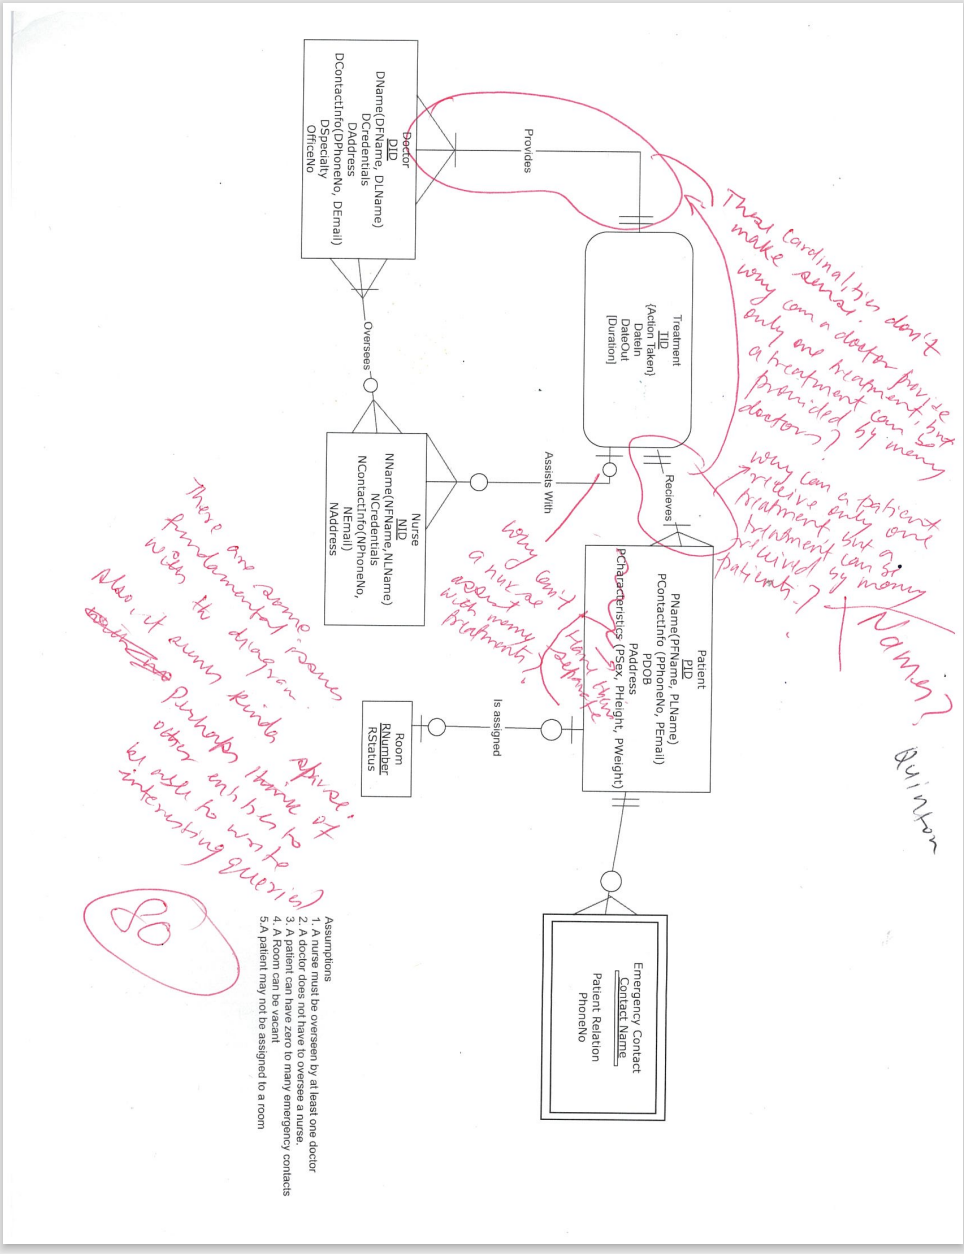 Doctor
DID
DName(DFName, DLName)
DCredentials
DAddress
DContactInfo(DPhoneNo, DEmail)
DSpecialty
OfficeNo
Provides
Treatment
TID
{Action Taken}
DateIn
DateOut
[Duration]
Oversees
Assists With
Recieves
Nurse
NID
NName(NFName,NLName)
NCredentials
NContactInfo(NPhoneNo,
NEmail)
NAddress
Patient
PID
PName(PFName, PLName)
PContactInfo (PPhoneNo, PEmail)
PAddress
PDOB
PCharacteristics (PSex, PHeight, PWeight)
Is assigned
Room
RNumber
RStatus
Emergency Contact
Contact Name
Patient Relation
PhoneNo
Assumptions
1. A nurse must be overseen by at least one doctor
2. A doctor does not have to oversee a nurse.
3. A patient can have zero to many emergency contacts
4. A Room can be vacant
5.A patient may not be assigned to a room
These cardinalities don't
make sense.
why can a doctor provide
only one treatment, but
a treatment can be
provided by many
doctors?
why can a patient
receive only one
treatment but a
treatment can be
received by many
patients?
Names?
Quinton
why can't
a nurse
assist
with many
treatments?
separate
There are some
fundamental issues
with the diagram
Also, it seems kinda sparse.
Perhaps think of
other entities to
be able to write
interesting queries?
80